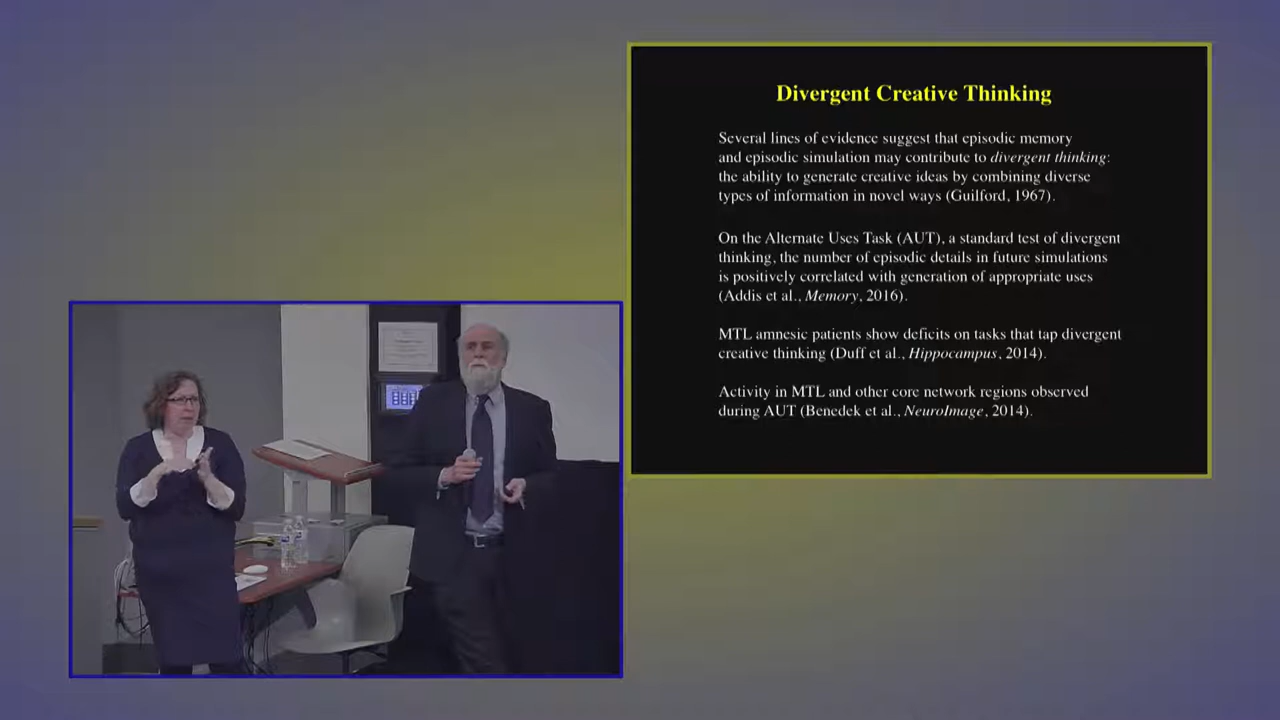 Divergent Creative Thinking
Several lines of evidence suggest that episodic memory
and episodic simulation may contribute to divergent thinking:
the ability to generate creative ideas by combining diverse
types of information in novel ways (Guilford, 1967).
On the Alternate Uses Task (AUT), a standard test of divergent
thinking, the number of episodic details in future simulations
is positively correlated with generation of appropriate uses
(Addis et al., Memory, 2016).
MTL amnesic patients show deficits on tasks that tap divergent
creative thinking (Duff et al., Hippocampus, 2014).
Activity in MTL and other core network regions observed
during AUT (Benedek et al., NeuroImage, 2014).